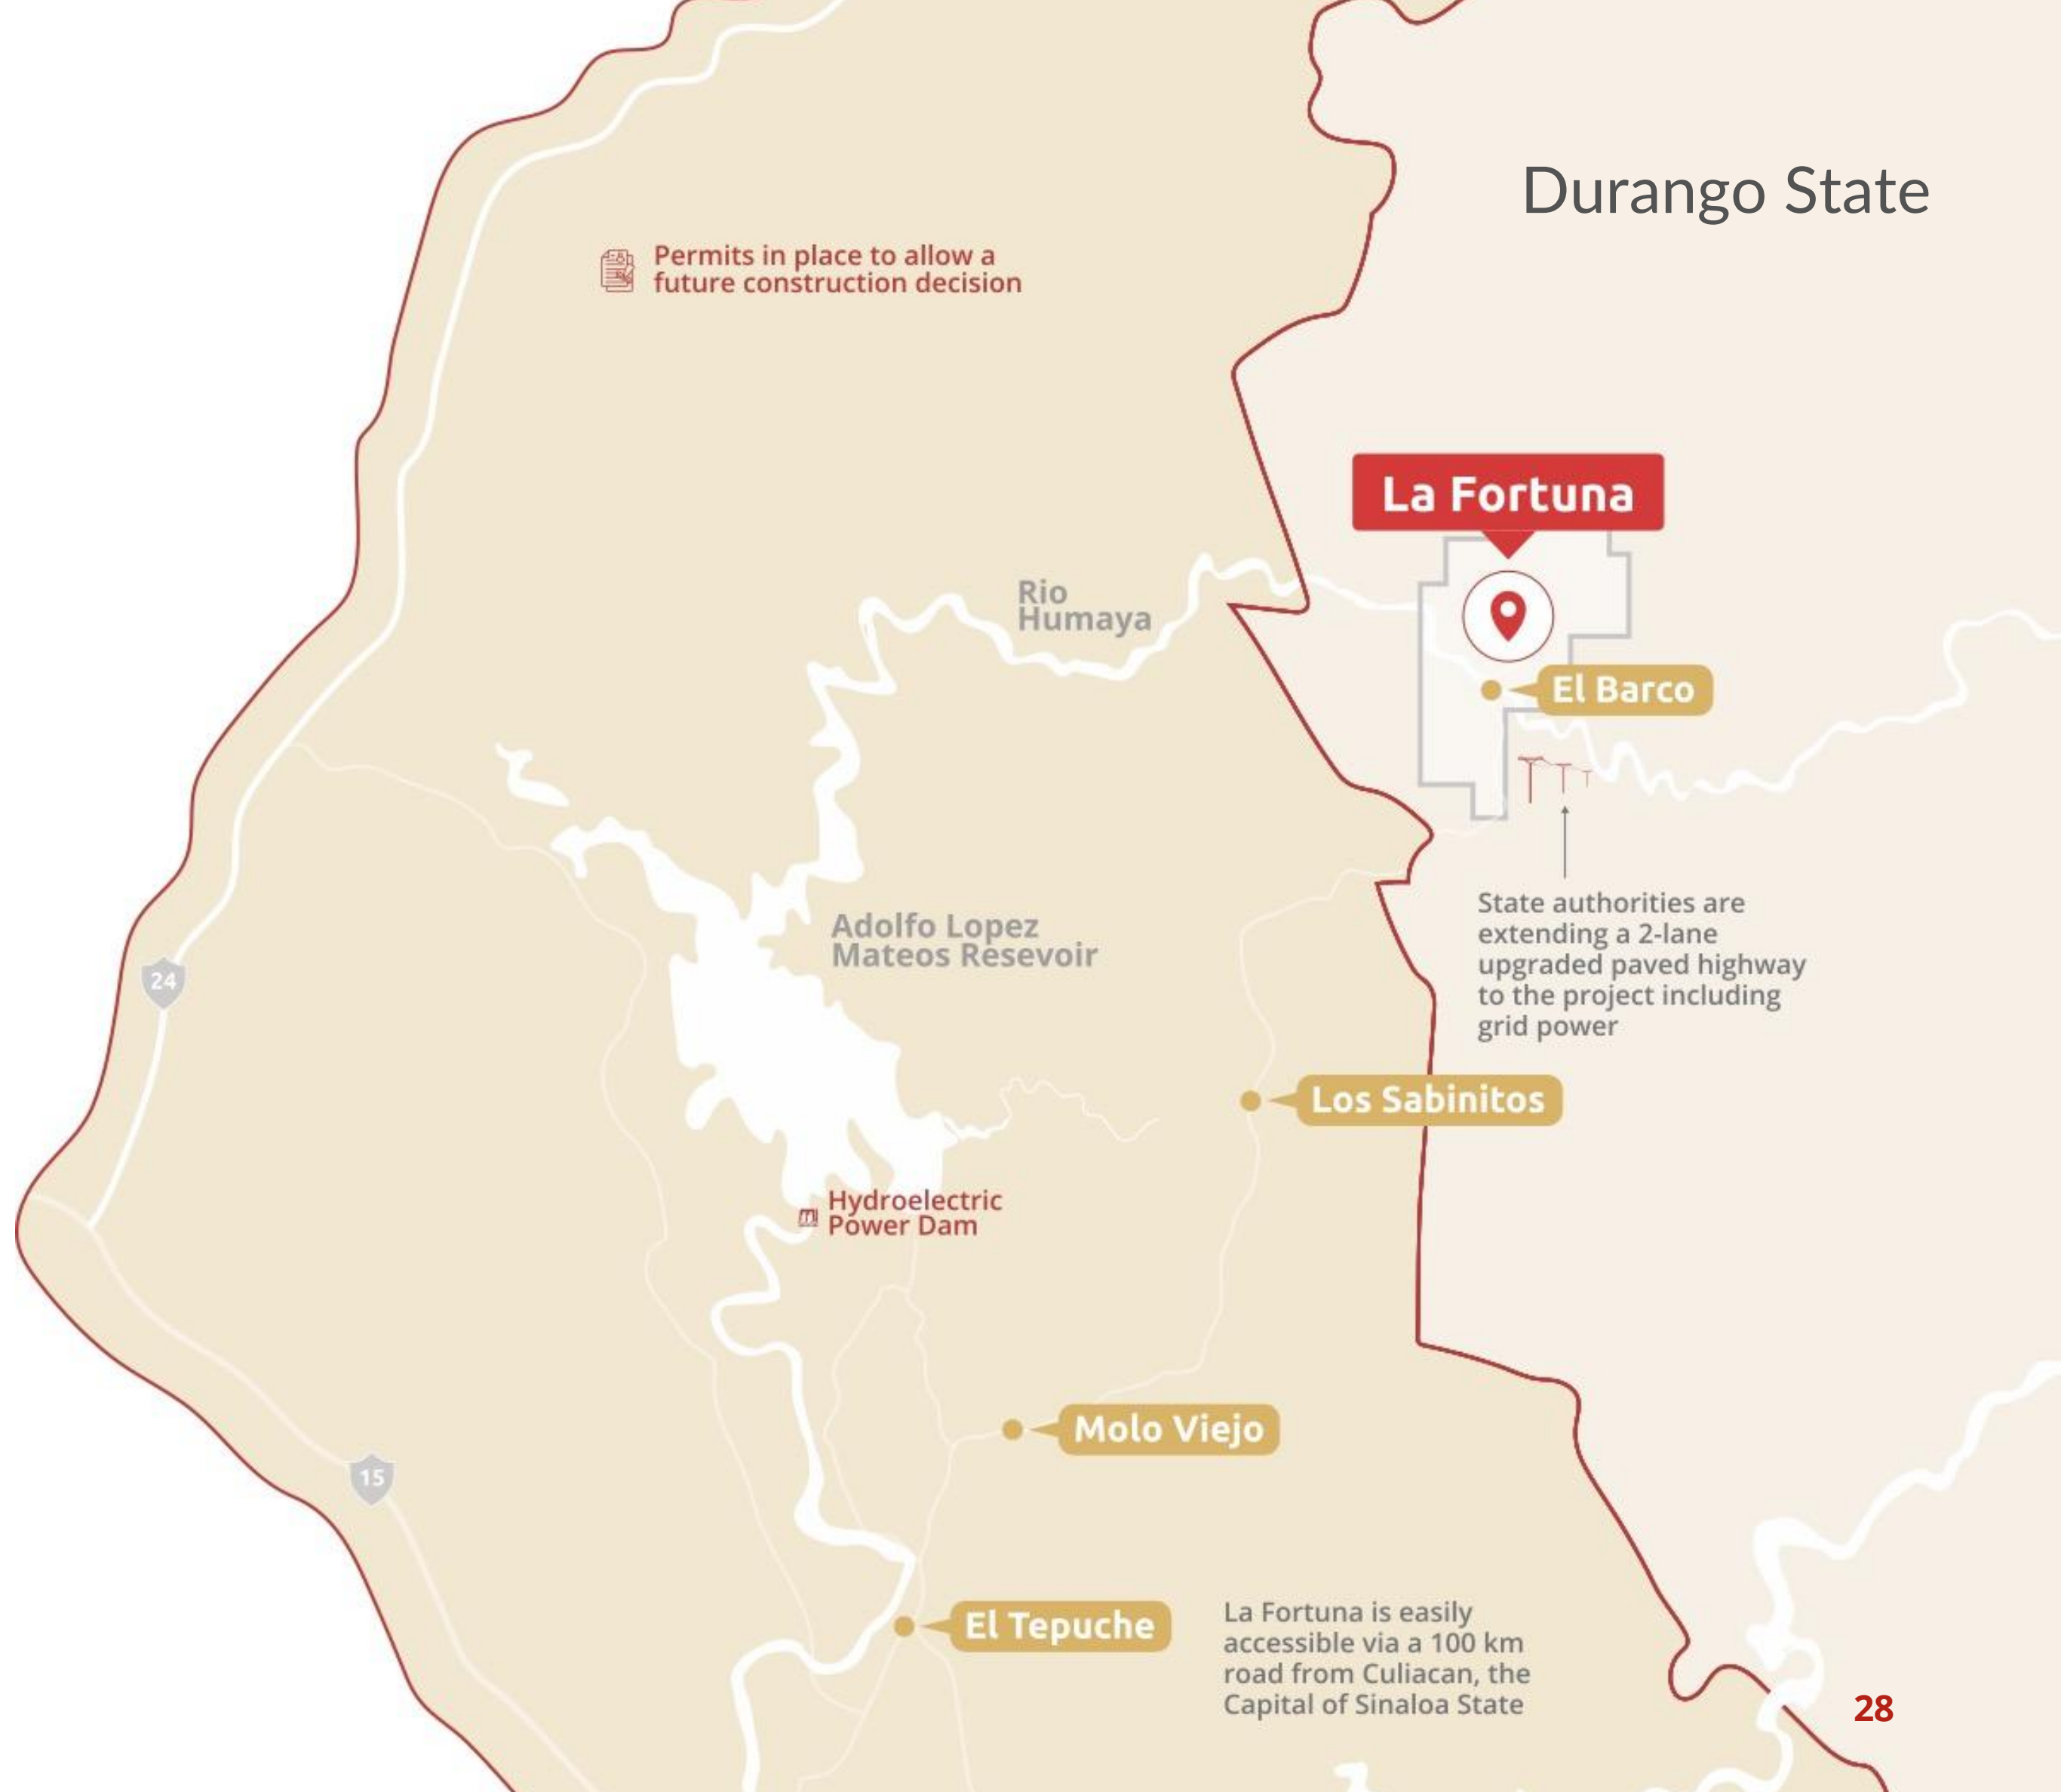 Durango State
Permits in place to allow a
future construction decision
La Fortuna
Rio
Humaya
El Barco
Adolfo Lopez
Mateos Resevoir
State authorities are
extending a 2-lane
upgraded paved highway
to the project including
grid power
24
Los Sabinitos
Hydroelectric
Power Dam
Molo Viejo
15
El Tepuche
La Fortuna is easily
accessible via a 100 km
road from Culiacan, the
Capital of Sinaloa State
28